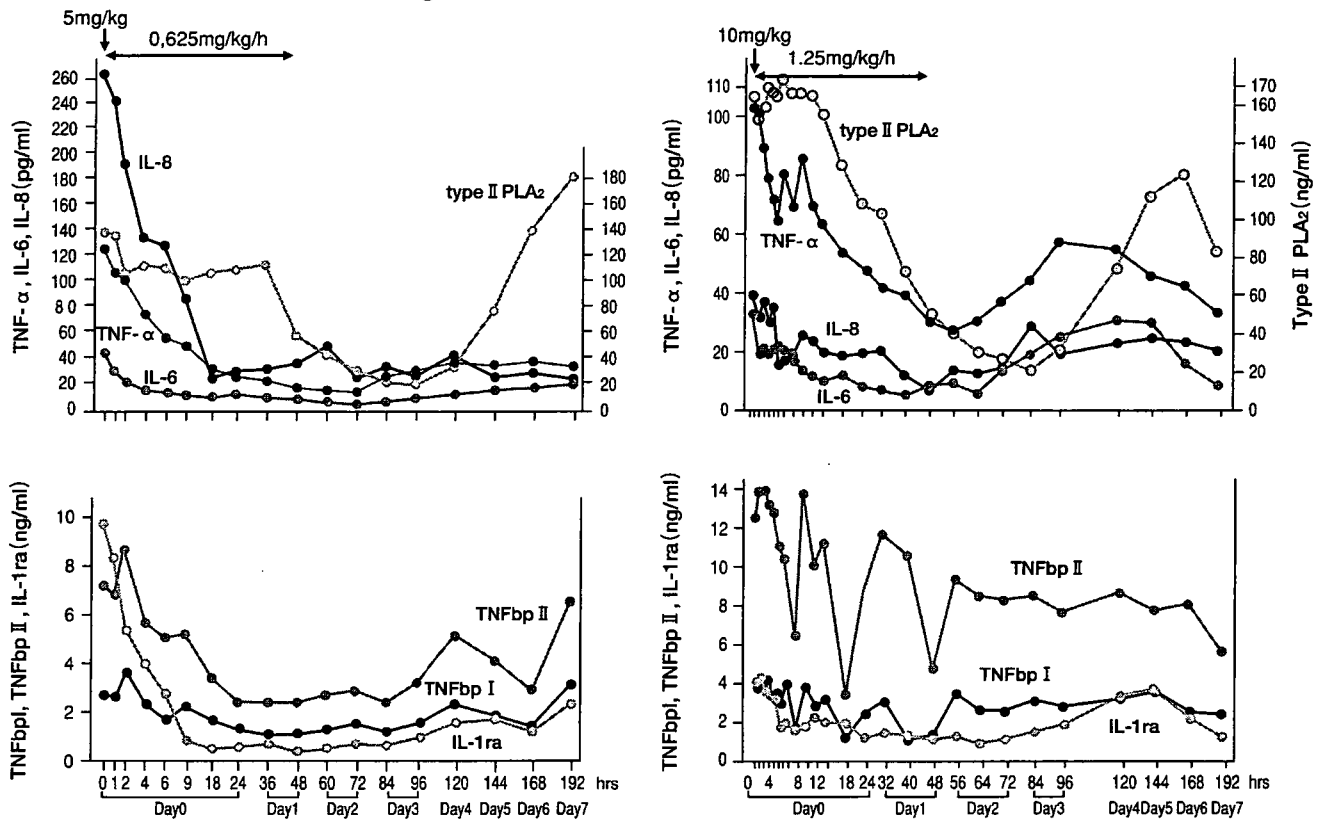 5mg/kg
0,625mg/kg/h
TNF-α, IL-6, IL-8(pg/ml)
260
240
220
200
180
160
140
120
100
80
60
40
20
0
IL-8
TNF-α
IL-6
type Ⅱ PLA₂
180
160
140
120
100
80
60
40
20
0
10mg/kg
1.25mg/kg/h
TNF-α, IL-6, IL-8(pg/ml)
110
100
80
60
40
20
0
type Ⅱ PLA₂
TNF-α
IL-8
IL-6
170
160
140
120
100
80
60
40
20
0
Type Ⅱ PLA₂(ng/ml)
TNFbpI, TNFbp Ⅱ, IL-1ra(ng/ml)
10
8
6
4
2
0
TNFbp Ⅱ
TNFbp Ⅰ
IL-1ra
0 1 2 4 6 9 18 24 36 48 60 72 84 96 120 144 168 192 hrs
Day0 Day1 Day2 Day3 Day4 Day5 Day6 Day7
TNFbpI, TNFbp Ⅱ, IL-1ra(ng/ml)
14
12
10
8
6
4
2
0
TNFbp Ⅱ
TNFbp Ⅰ
IL-1ra
0 4 8 12 18 24 32 40 48 56 64 72 84 96 120 144 168 192 hrs
Day0 Day1 Day2 Day3 Day4 Day5 Day6 Day7